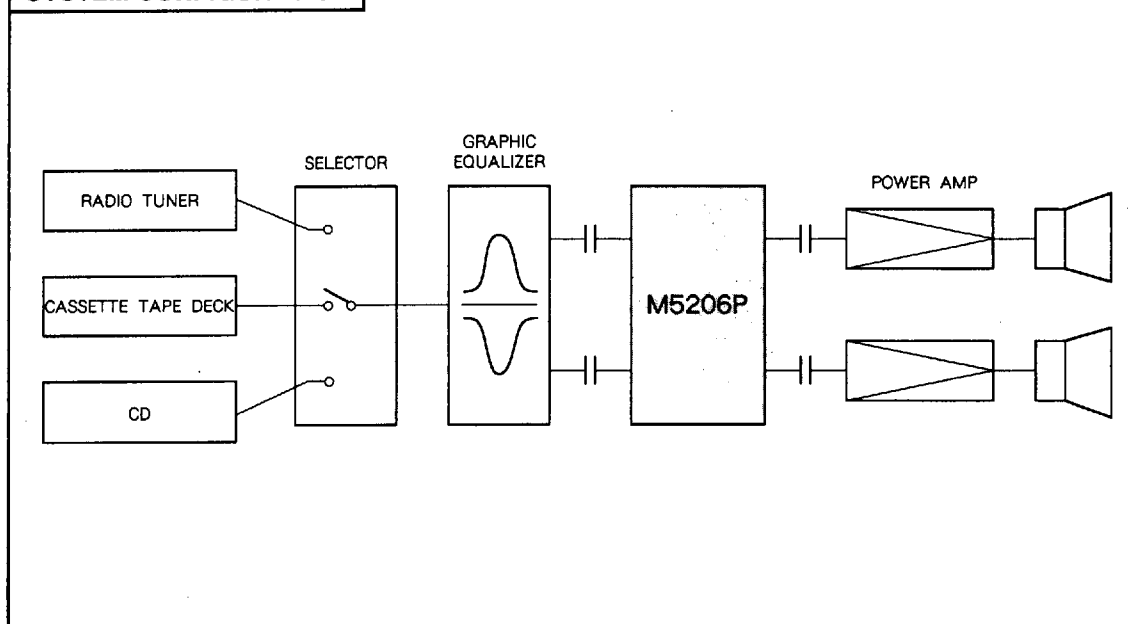 SELECTOR
GRAPHIC
EQUALIZER
POWER AMP
RADIO TUNER
CASSETTE TAPE DECK
CD
M5206P